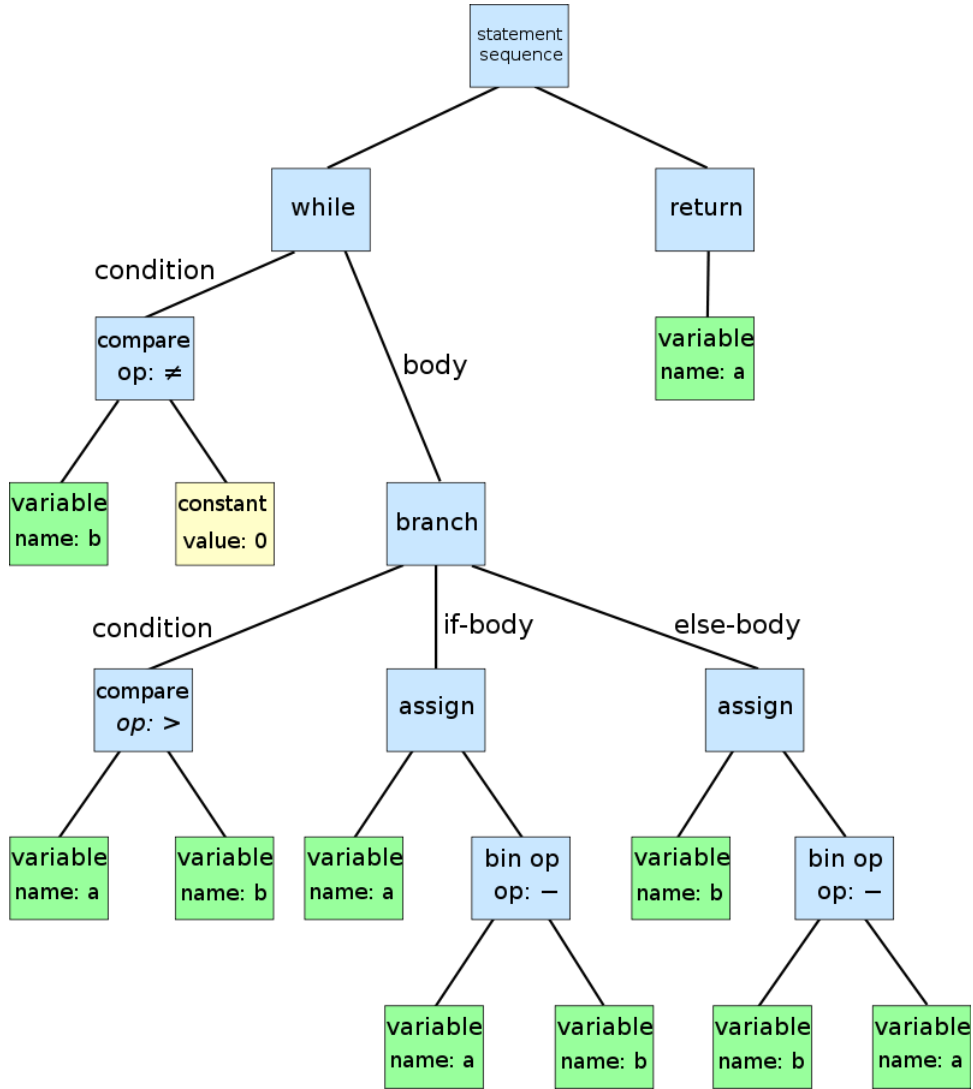 statement
sequence
while
return
condition
body
compare
op: ≠
variable
name: a
variable
name: b
constant
value: 0
branch
condition
if-body
else-body
compare
op: >
assign
assign
variable
name: a
variable
name: b
variable
name: a
bin op
op: −
variable
name: b
bin op
op: −
variable
name: a
variable
name: b
variable
name: b
variable
name: a